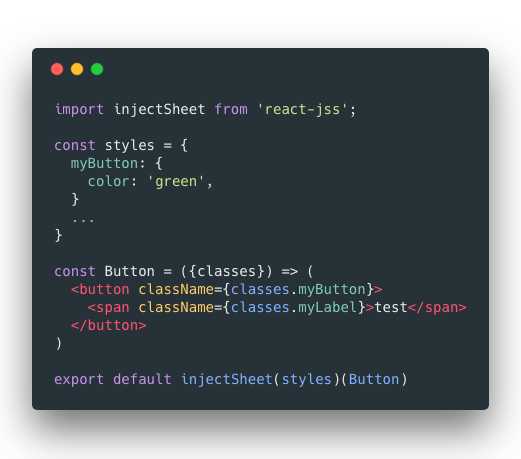 import injectSheet from 'react-jss';
const styles = {
myButton: {
color: 'green',
}
...
}
const Button = ({classes}) => (
<button className={classes.myButton}>
<span className={classes.myLabel}>test</span>
</button>
)
export default injectSheet(styles)(Button)